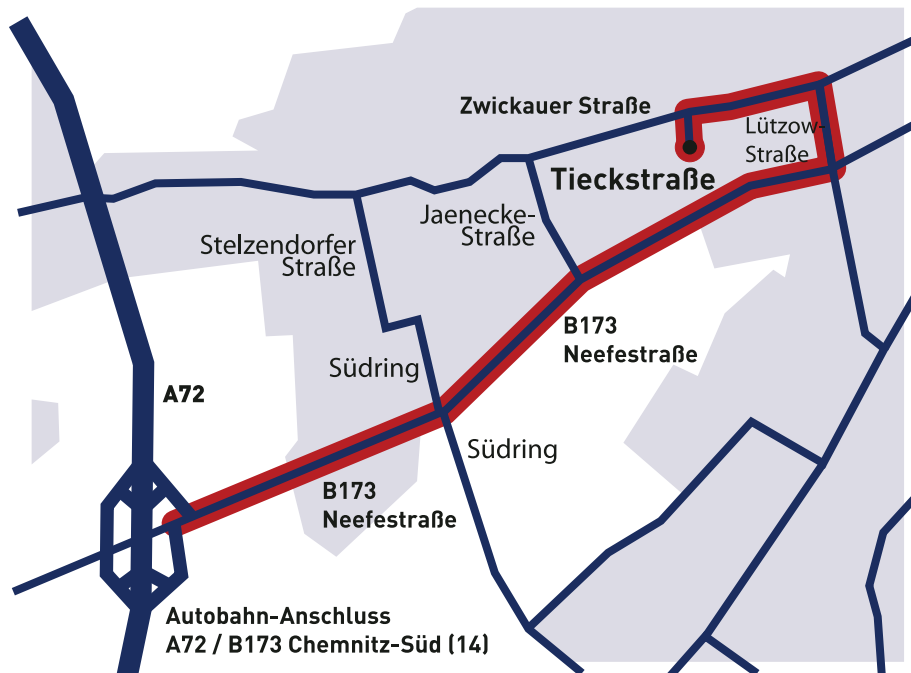 Zwickauer Straße
Lützow-
Straße
Tieckstraße
Jaenecke-
Straße
Stelzendorfer
Straße
B173
Neefestraße
Südring
A72
Südring
B173
Neefestraße
Autobahn-Anschluss
A72 / B173 Chemnitz-Süd (14)